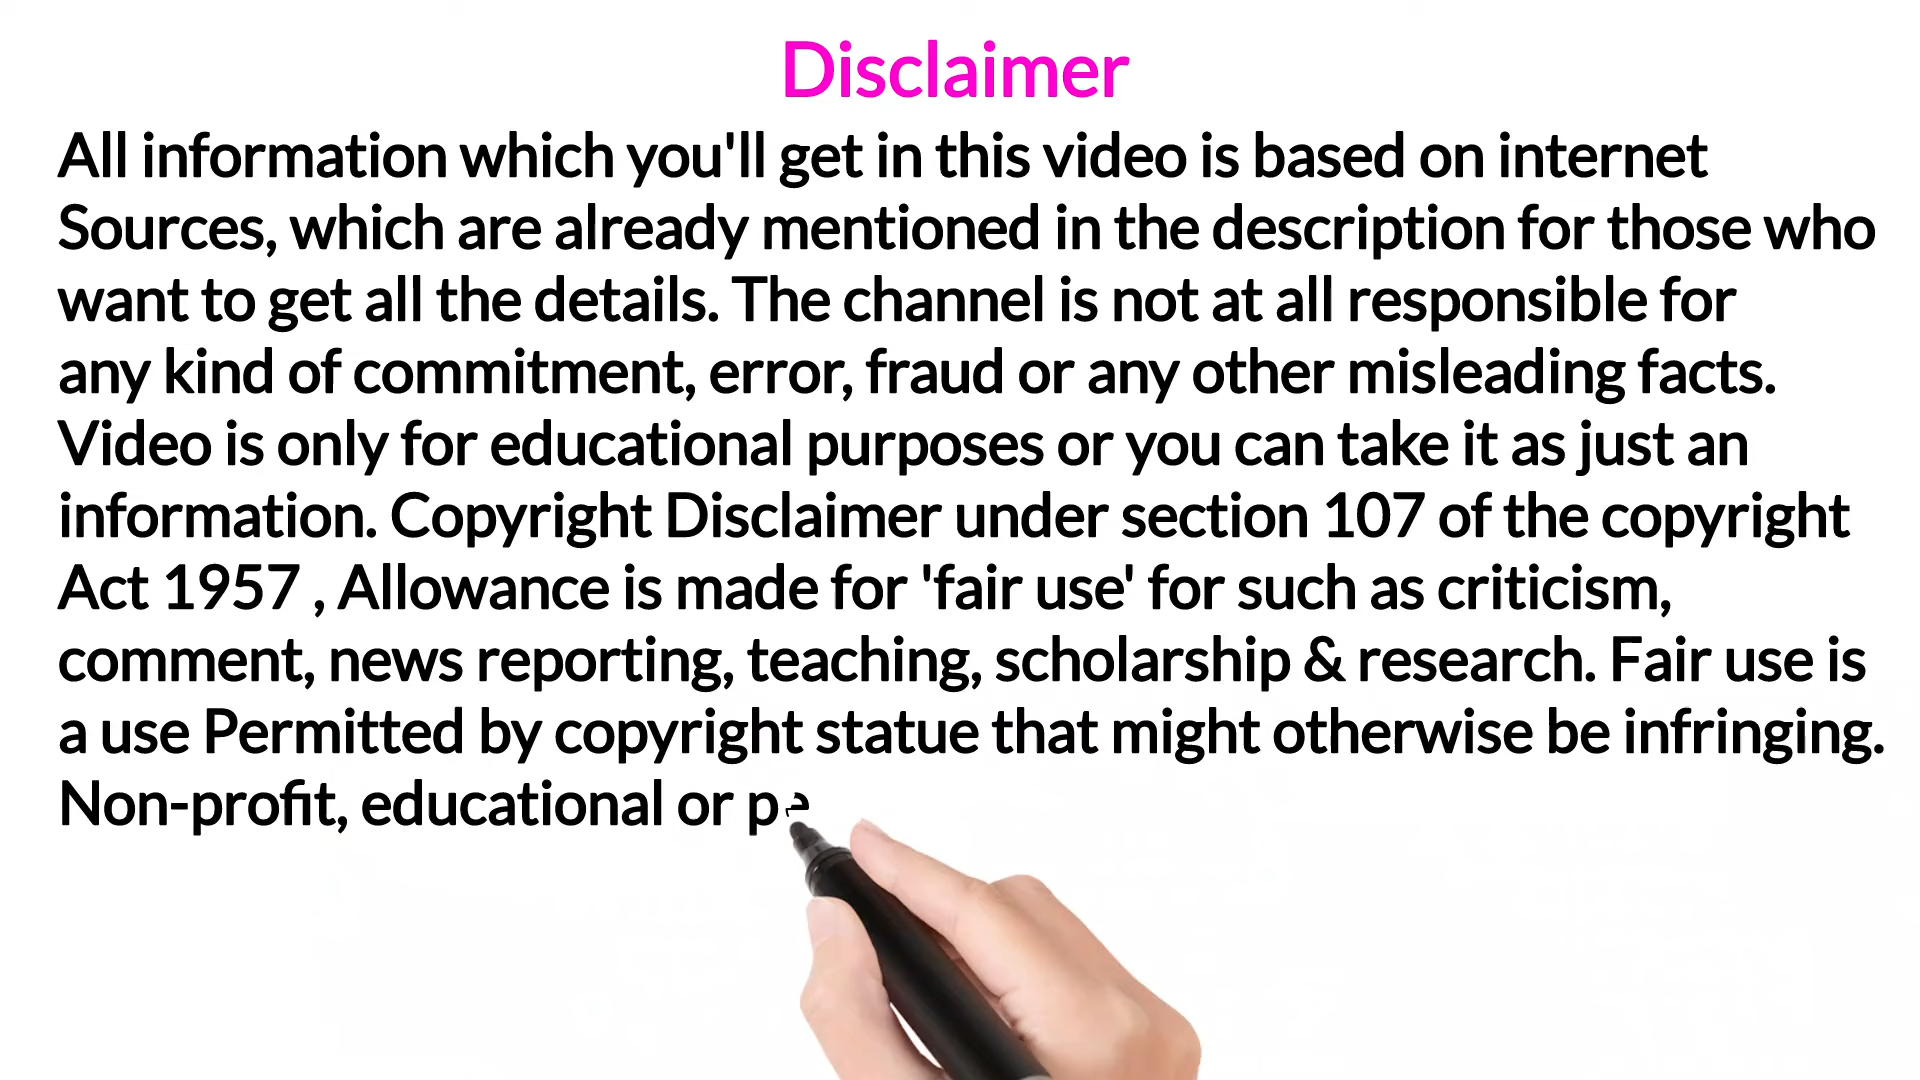 Disclaimer
All information which you'll get in this video is based on internet
Sources, which are already mentioned in the description for those who
want to get all the details. The channel is not at all responsible for
any kind of commitment, error, fraud or any other misleading facts.
Video is only for educational purposes or you can take it as just an
information. Copyright Disclaimer under section 107 of the copyright
Act 1957 , Allowance is made for 'fair use' for such as criticism,
comment, news reporting, teaching, scholarship & research. Fair use is
a use Permitted by copyright statue that might otherwise be infringing.
Non-profit, educational or